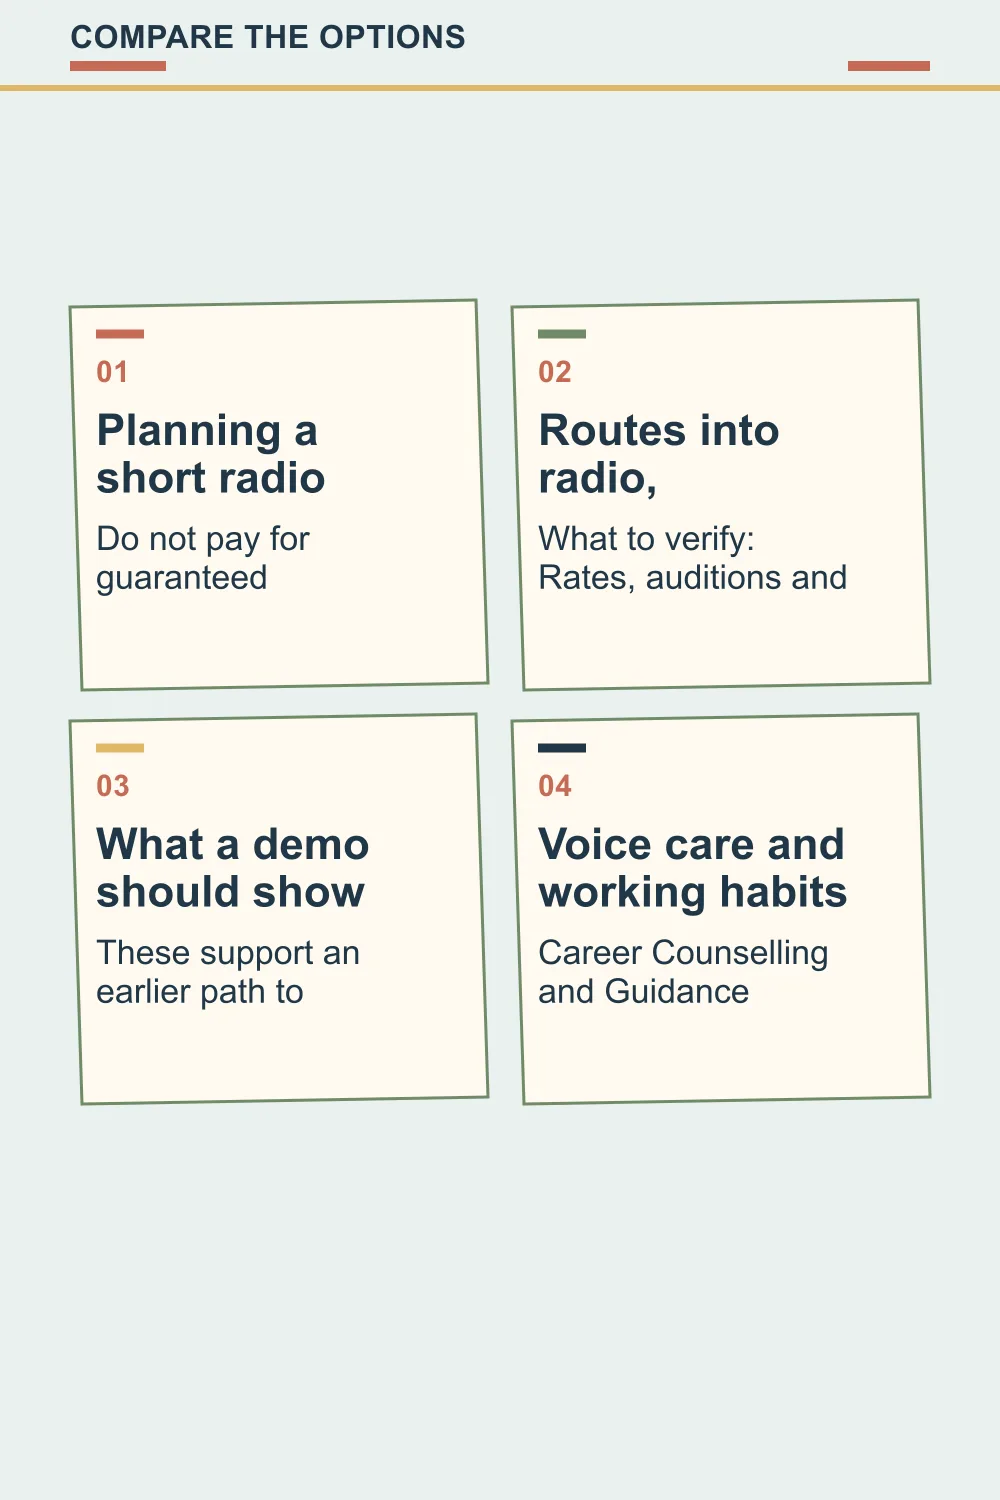 COMPARE THE OPTIONS
01
Planning a
short radio
Do not pay for
guaranteed
02
Routes into
radio,
What to verify:
Rates, auditions and
03
What a demo
should show
These support an
earlier path to
04
Voice care and
working habits
Career Counselling
and Guidance